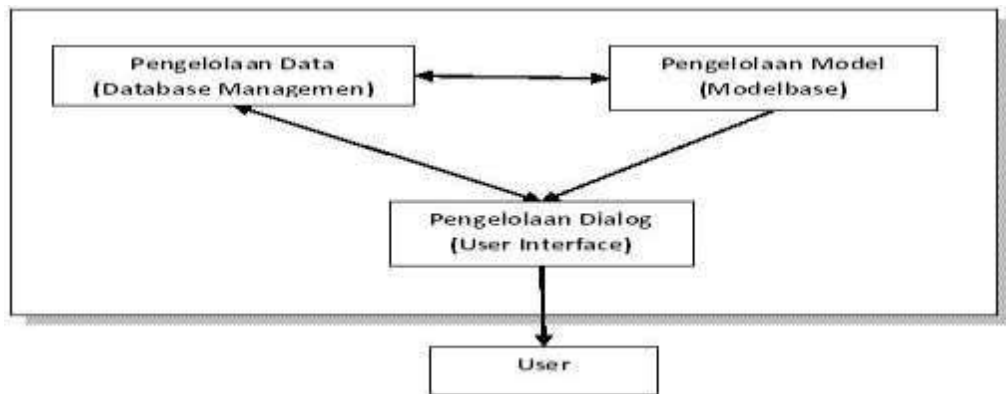 Pengelolaan Data
(Database Managemen)
Pengelolaan Model
(Modelbase)
Pengelolaan Dialog
(User Interface)
User